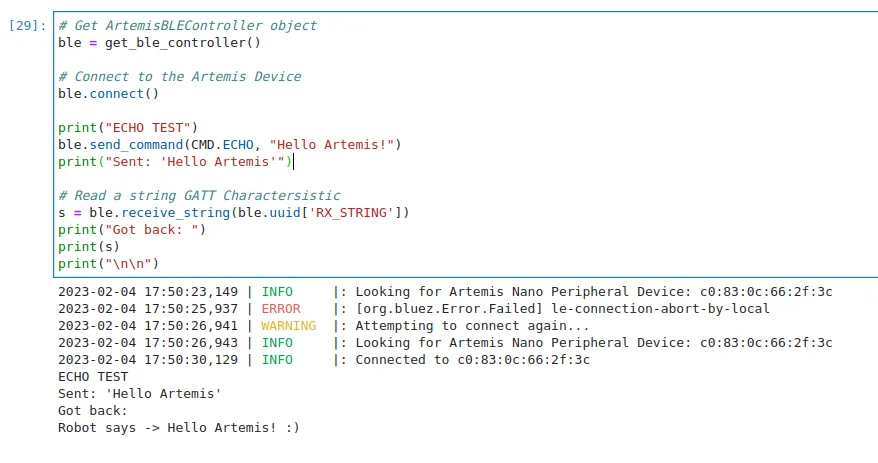 [29]: # Get ArtemisBLEController object
ble = get_ble_controller()
# Connect to the Artemis Device
ble.connect()
print("ECHO TEST")
ble.send_command(CMD.ECHO, "Hello Artemis!")
print("Sent: 'Hello Artemis'")
# Read a string GATT Charactersistic
s = ble.receive_string(ble.uuid['RX_STRING'])
print("Got back: ")
print(s)
print("\n\n")
2023-02-04 17:50:23,149 | INFO     |: Looking for Artemis Nano Peripheral Device: c0:83:0c:66:2f:3c
2023-02-04 17:50:25,937 | ERROR    |: [org.bluez.Error.Failed] le-connection-abort-by-local
2023-02-04 17:50:26,941 | WARNING  |: Attempting to connect again...
2023-02-04 17:50:26,943 | INFO     |: Looking for Artemis Nano Peripheral Device: c0:83:0c:66:2f:3c
2023-02-04 17:50:30,129 | INFO     |: Connected to c0:83:0c:66:2f:3c
ECHO TEST
Sent: 'Hello Artemis'
Got back:
Robot says -> Hello Artemis! :)